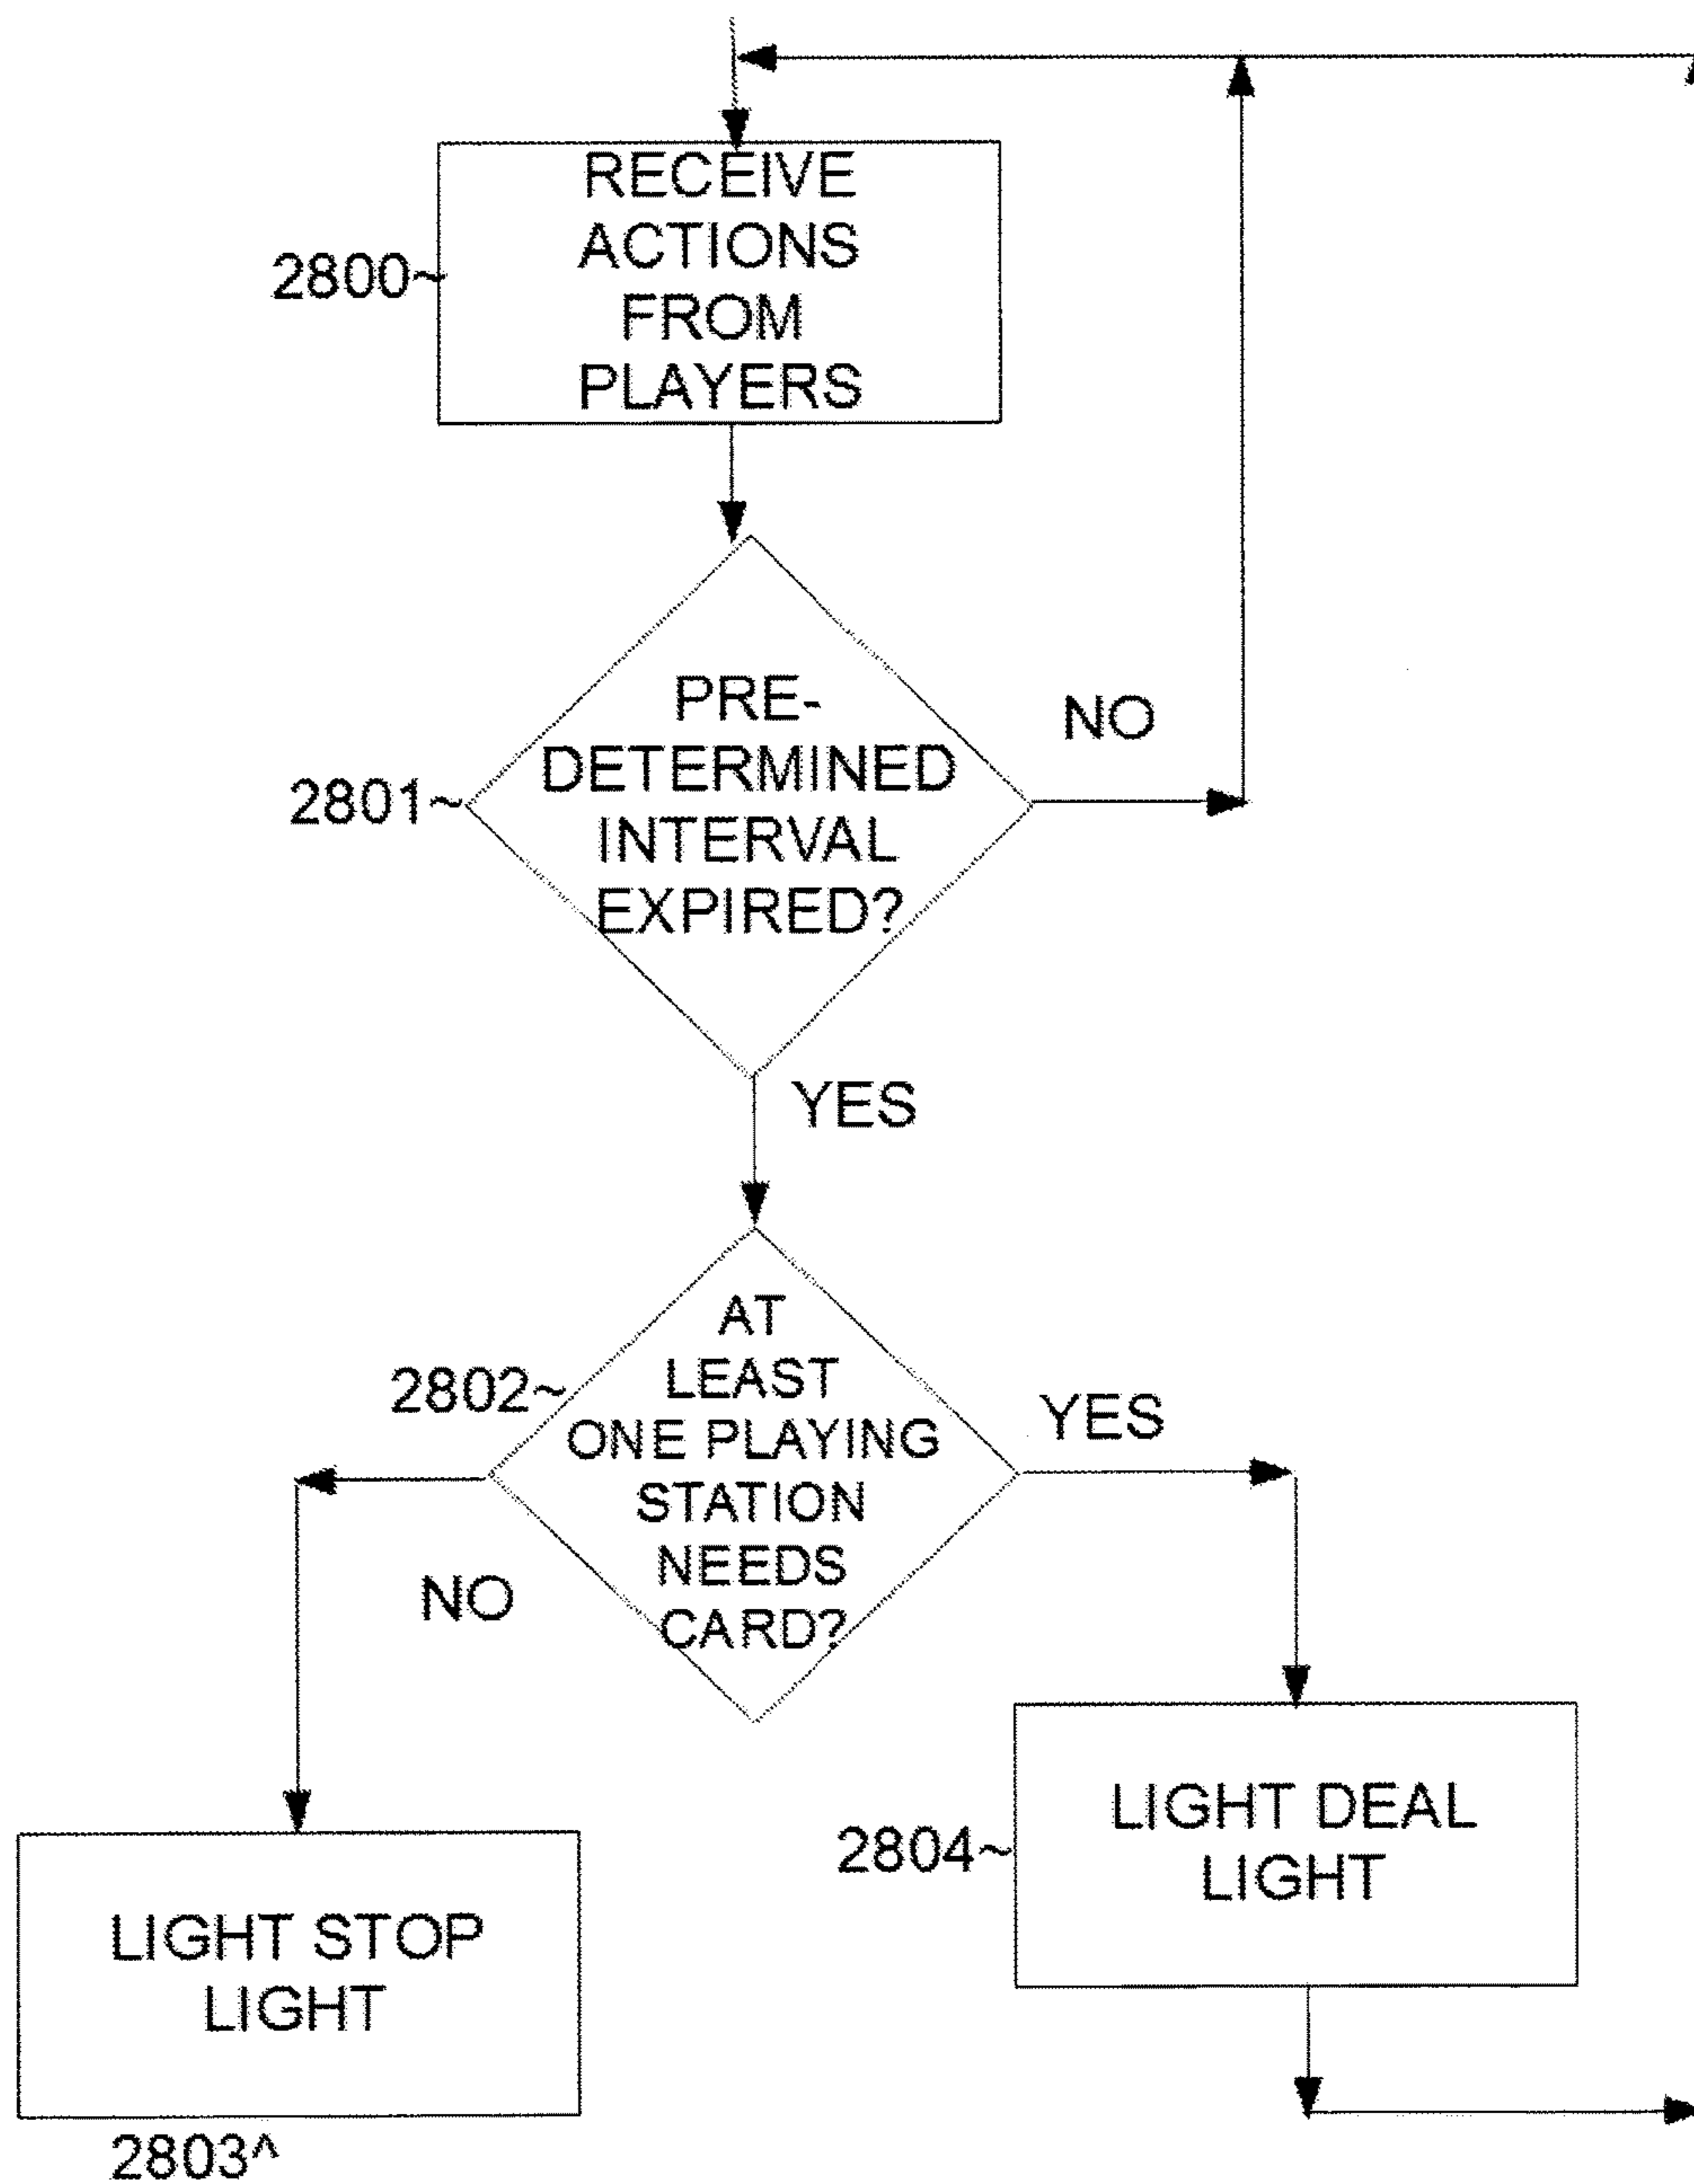 RECEIVE
ACTIONS
FROM
PLAYERS
2800~
PRE-
DETERMINED
INTERVAL
EXPIRED?
2801~
NO
YES
AT
LEAST
ONE PLAYING
STATION
NEEDS
CARD?
2802~
YES
NO
LIGHT DEAL
LIGHT
2804~
LIGHT STOP
LIGHT
2803^